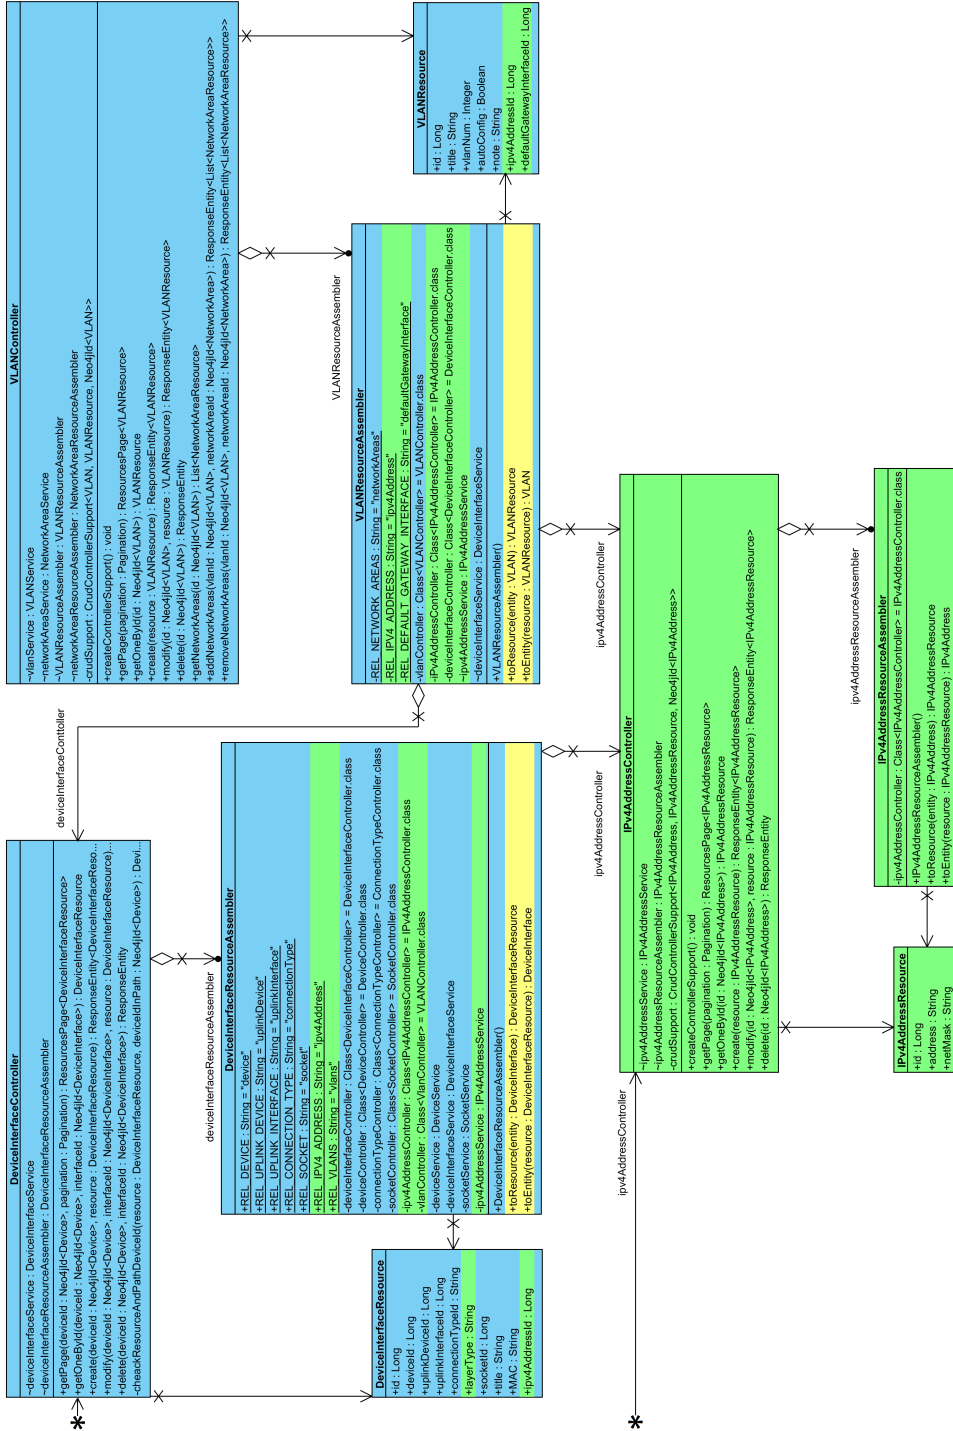 DeviceInterfaceController
~deviceInterfaceService : DeviceInterfaceService
~deviceInterfaceResourceAssembler : DeviceInterfaceResourceAssembler
+getPage(deviceId : Neo4jId<Device>, pagination : Pagination) : ResourcesPage<DeviceInterfaceResource>
+getOneById(deviceId : Neo4jId<Device>, interfaceId : Neo4jId<DeviceInterface>) : DeviceInterfaceResource
+create(deviceId : Neo4jId<Device>, resource : DeviceInterfaceResource) : ResponseEntity<DeviceInterfaceReso...
+modify(deviceId : Neo4jId<Device>, interfaceId : Neo4jId<DeviceInterface>, resource : DeviceInterfaceResource)...
+delete(deviceId : Neo4jId<Device>, interfaceId : Neo4jId<DeviceInterface>) : ResponseEntity
-cheackResourceAndPathDeviceId(resource : DeviceInterfaceResource, deviceIdInPath : Neo4jId<Device>) : Devi...
*
VLANController
~vlanService : VLANService
~networkAreaService : NetworkAreaService
~VLANResourceAssembler : VLANResourceAssembler
~networkAreaResourceAssembler : NetworkAreaResourceAssembler
-crudSupport : CrudControllerSupport<VLAN, VLANResource, Neo4jId<VLAN>>
+createControllerSupport() : void
+getPage(pagination : Pagination) : ResourcesPage<VLANResource>
+getOneById(id : Neo4jId<VLAN>) : VLANResource
+create(resource : VLANResource) : ResponseEntity<VLANResource>
+modify(id : Neo4jId<VLAN>, resource : VLANResource) : ResponseEntity<VLANResource>
+delete(id : Neo4jId<VLAN>) : ResponseEntity
+getNetworkAreas(id : Neo4jId<VLAN>) : List<NetworkAreaResource>
+addNetworkAreas(vlanId : Neo4jId<VLAN>, networkAreaId : Neo4jId<NetworkArea>) : ResponseEntity<List<NetworkAreaResource>>
+removeNetworkAreas(vlanId : Neo4jId<VLAN>, networkAreaId : Neo4jId<NetworkArea>) : ResponseEntity<List<NetworkAreaResource>>
deviceInterfaceConttoller
deviceInterfaceResourceAssembler
VLANResourceAssembler
DeviceInterfaceResourceAssembler
+REL_DEVICE : String = "device"
+REL_UPLINK_DEVICE : String = "uplinkDevice"
+REL_UPLINK_INTERFACE : String = "uplinkInterface"
+REL_CONNECTION_TYPE : String = "connectionType"
+REL_SOCKET : String = "socket"
+REL_IPV4_ADDRESS : String = "ipv4Address"
+REL_VLANS : String = "vlans"
-deviceInterfaceController : Class<DeviceInterfaceController> = DeviceInterfaceController.class
-deviceController : Class<DeviceController> = DeviceController.class
-connectionTypeController : Class<ConnectionTypeController> = ConnectionTypeController.class
-socketController : Class<SocketController> = SocketController.class
-ipv4AddressController : Class<IPv4AddressController> = IPv4AddressController.class
-vlanController : Class<VlanController> = VLANController.class
~deviceService : DeviceService
~deviceInterfaceService : DeviceInterfaceService
~socketService : SocketService
~ipv4AddressService : IPv4AddressService
+DeviceInterfaceResourceAssembler()
+toResource(entity : DeviceInterface) : DeviceInterfaceResource
+toEntity(resource : DeviceInterfaceResource) : DeviceInterface
VLANResourceAssembler
-REL_NETWORK_AREAS : String = "networkAreas"
-REL_IPV4_ADDRESS : String = "ipv4Address"
-REL_DEFAULT_GATEWAY_INTERFACE : String = "defaultGatewayInterface"
-vlanController : Class<VLANController> = VLANController.class
-iPv4AddressController : Class<IPv4AddressController> = IPv4AddressController.class
-deviceInterfaceController : Class<DeviceInterfaceController> = DeviceInterfaceController.class
~ipv4AddressService : IPv4AddressService
~deviceInterfaceService : DeviceInterfaceService
+VLANResourceAssembler()
+toResource(entity : VLAN) : VLANResource
+toEntity(resource : VLANResource) : VLAN
VLANResource
+id : Long
+title : String
+vlanNum : Integer
+autoConfig : Boolean
+note : String
+ipv4AddressId : Long
+defaultGatewayInterfaceId : Long
DeviceInterfaceResource
+id : Long
+deviceId : Long
+uplinkDeviceId : Long
+uplinkInterfaceId : Long
+connectionTypeId : String
+layerType : String
+socketId : Long
+title : String
+MAC : String
+ipv4AddressId : Long
ipv4AddressController
ipv4AddressController
ipv4AddressController
*
IPv4AddressController
~ipv4AddressService : IPv4AddressService
~ipv4AddressResourceAssembler : IPv4AddressResourceAssembler
-crudSupport : CrudControllerSupport<IPv4Address, IPv4AddressResource, Neo4jId<IPv4Address>>
+createControllerSupport() : void
+getPage(pagination : Pagination) : ResourcesPage<IPv4AddressResource>
+getOneById(id : Neo4jId<IPv4Address>) : IPv4AddressResource
+create(resource : IPv4AddressResource) : ResponseEntity<IPv4AddressResource>
+modify(id : Neo4jId<IPv4Address>, resource : IPv4AddressResource) : ResponseEntity<IPv4AddressResource>
+delete(id : Neo4jId<IPv4Address>) : ResponseEntity
ipv4AddressResourceAssembler
IPv4AddressResource
+id : Long
+address : String
+netMask : String
IPv4AddressResourceAssembler
-ipv4AddressController : Class<IPv4AddressController> = IPv4AddressController.class
+IPv4AddressResourceAssembler()
+toResource(entity : IPv4Address) : IPv4AddressResource
+toEntity(resource : IPv4AddressResource) : IPv4Address